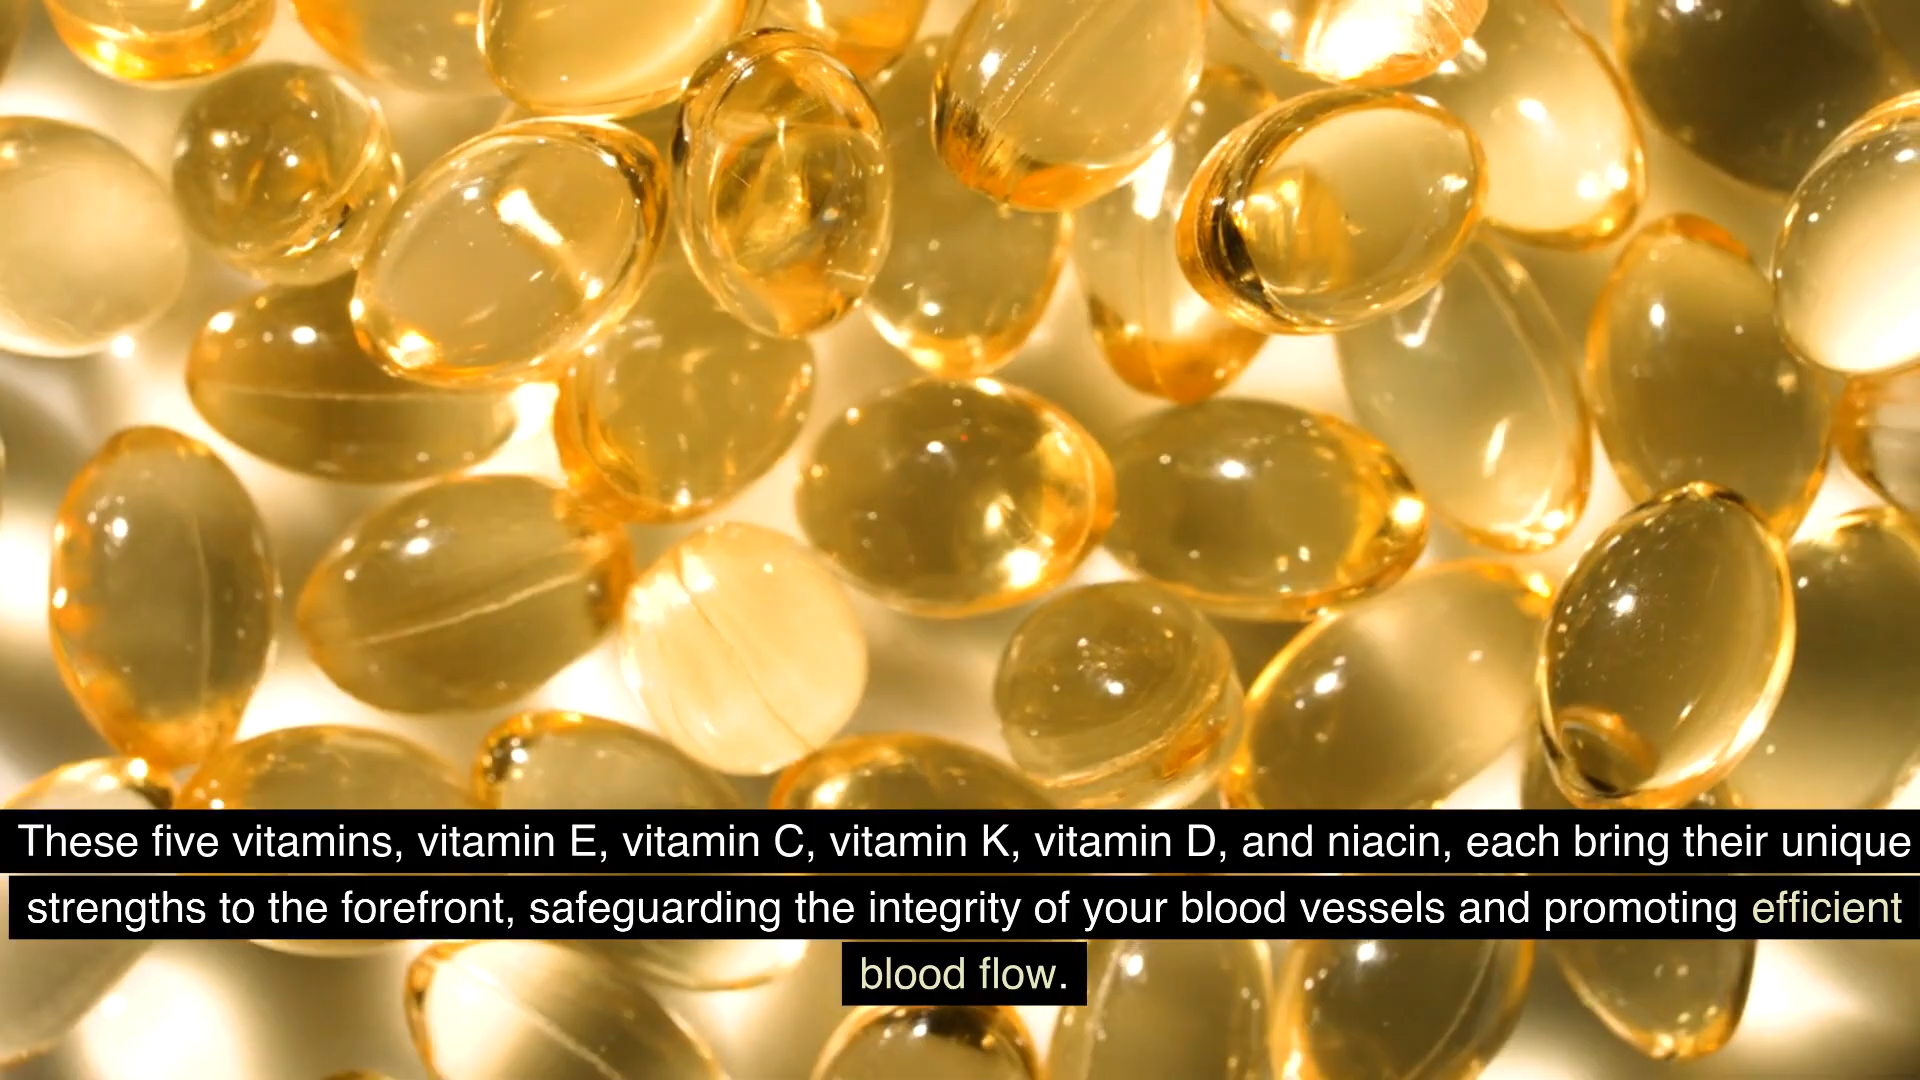 These five vitamins, vitamin E, vitamin C, vitamin K, vitamin D, and niacin, each bring their unique
strengths to the forefront, safeguarding the integrity of your blood vessels and promoting efficient
blood flow.